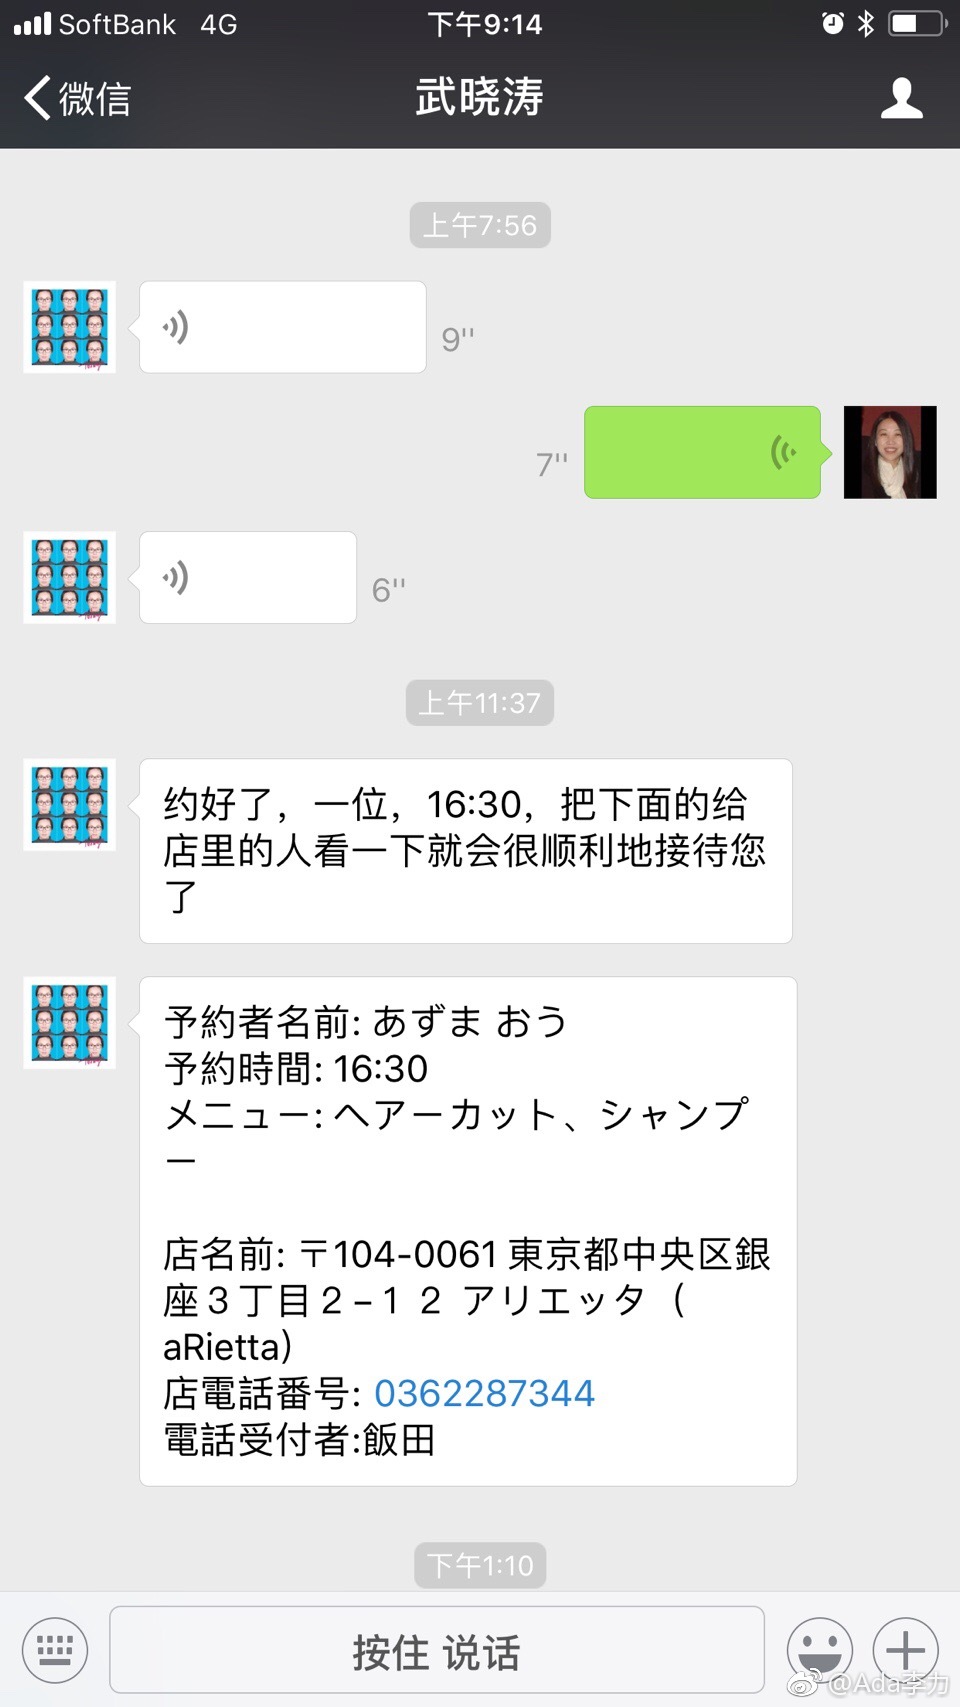 SoftBank 4G 下午9:14
微信 武晓涛
上午7:56
9''
7''
6''
上午11:37
约好了，一位，16:30，把下面的给
店里的人看一下就会很顺利地接待您
了
予約者名前: あずま おう
予約時間: 16:30
メニュー: ヘアーカット、シャンプ
ー
店名前: 〒104-0061 東京都中央区銀
座３丁目２−１２ アリエッタ（
aRietta）
店電話番号: 0362287344
電話受付者:飯田
下午1:10
按住 说话
@Ada李力